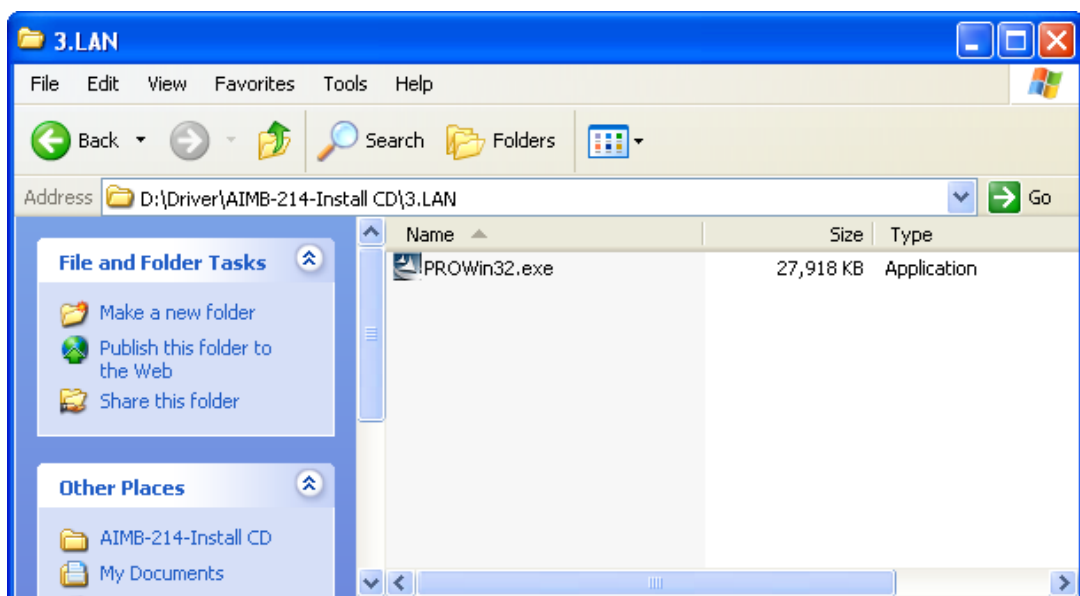 3.LAN
File Edit View Favorites Tools Help
Back Search Folders
Address D:\Driver\AIMB-214-Install CD\3.LAN Go
Name Size Type
PROWin32.exe 27,918 KB Application
File and Folder Tasks
Make a new folder
Publish this folder to
the Web
Share this folder
Other Places
AIMB-214-Install CD
My Documents